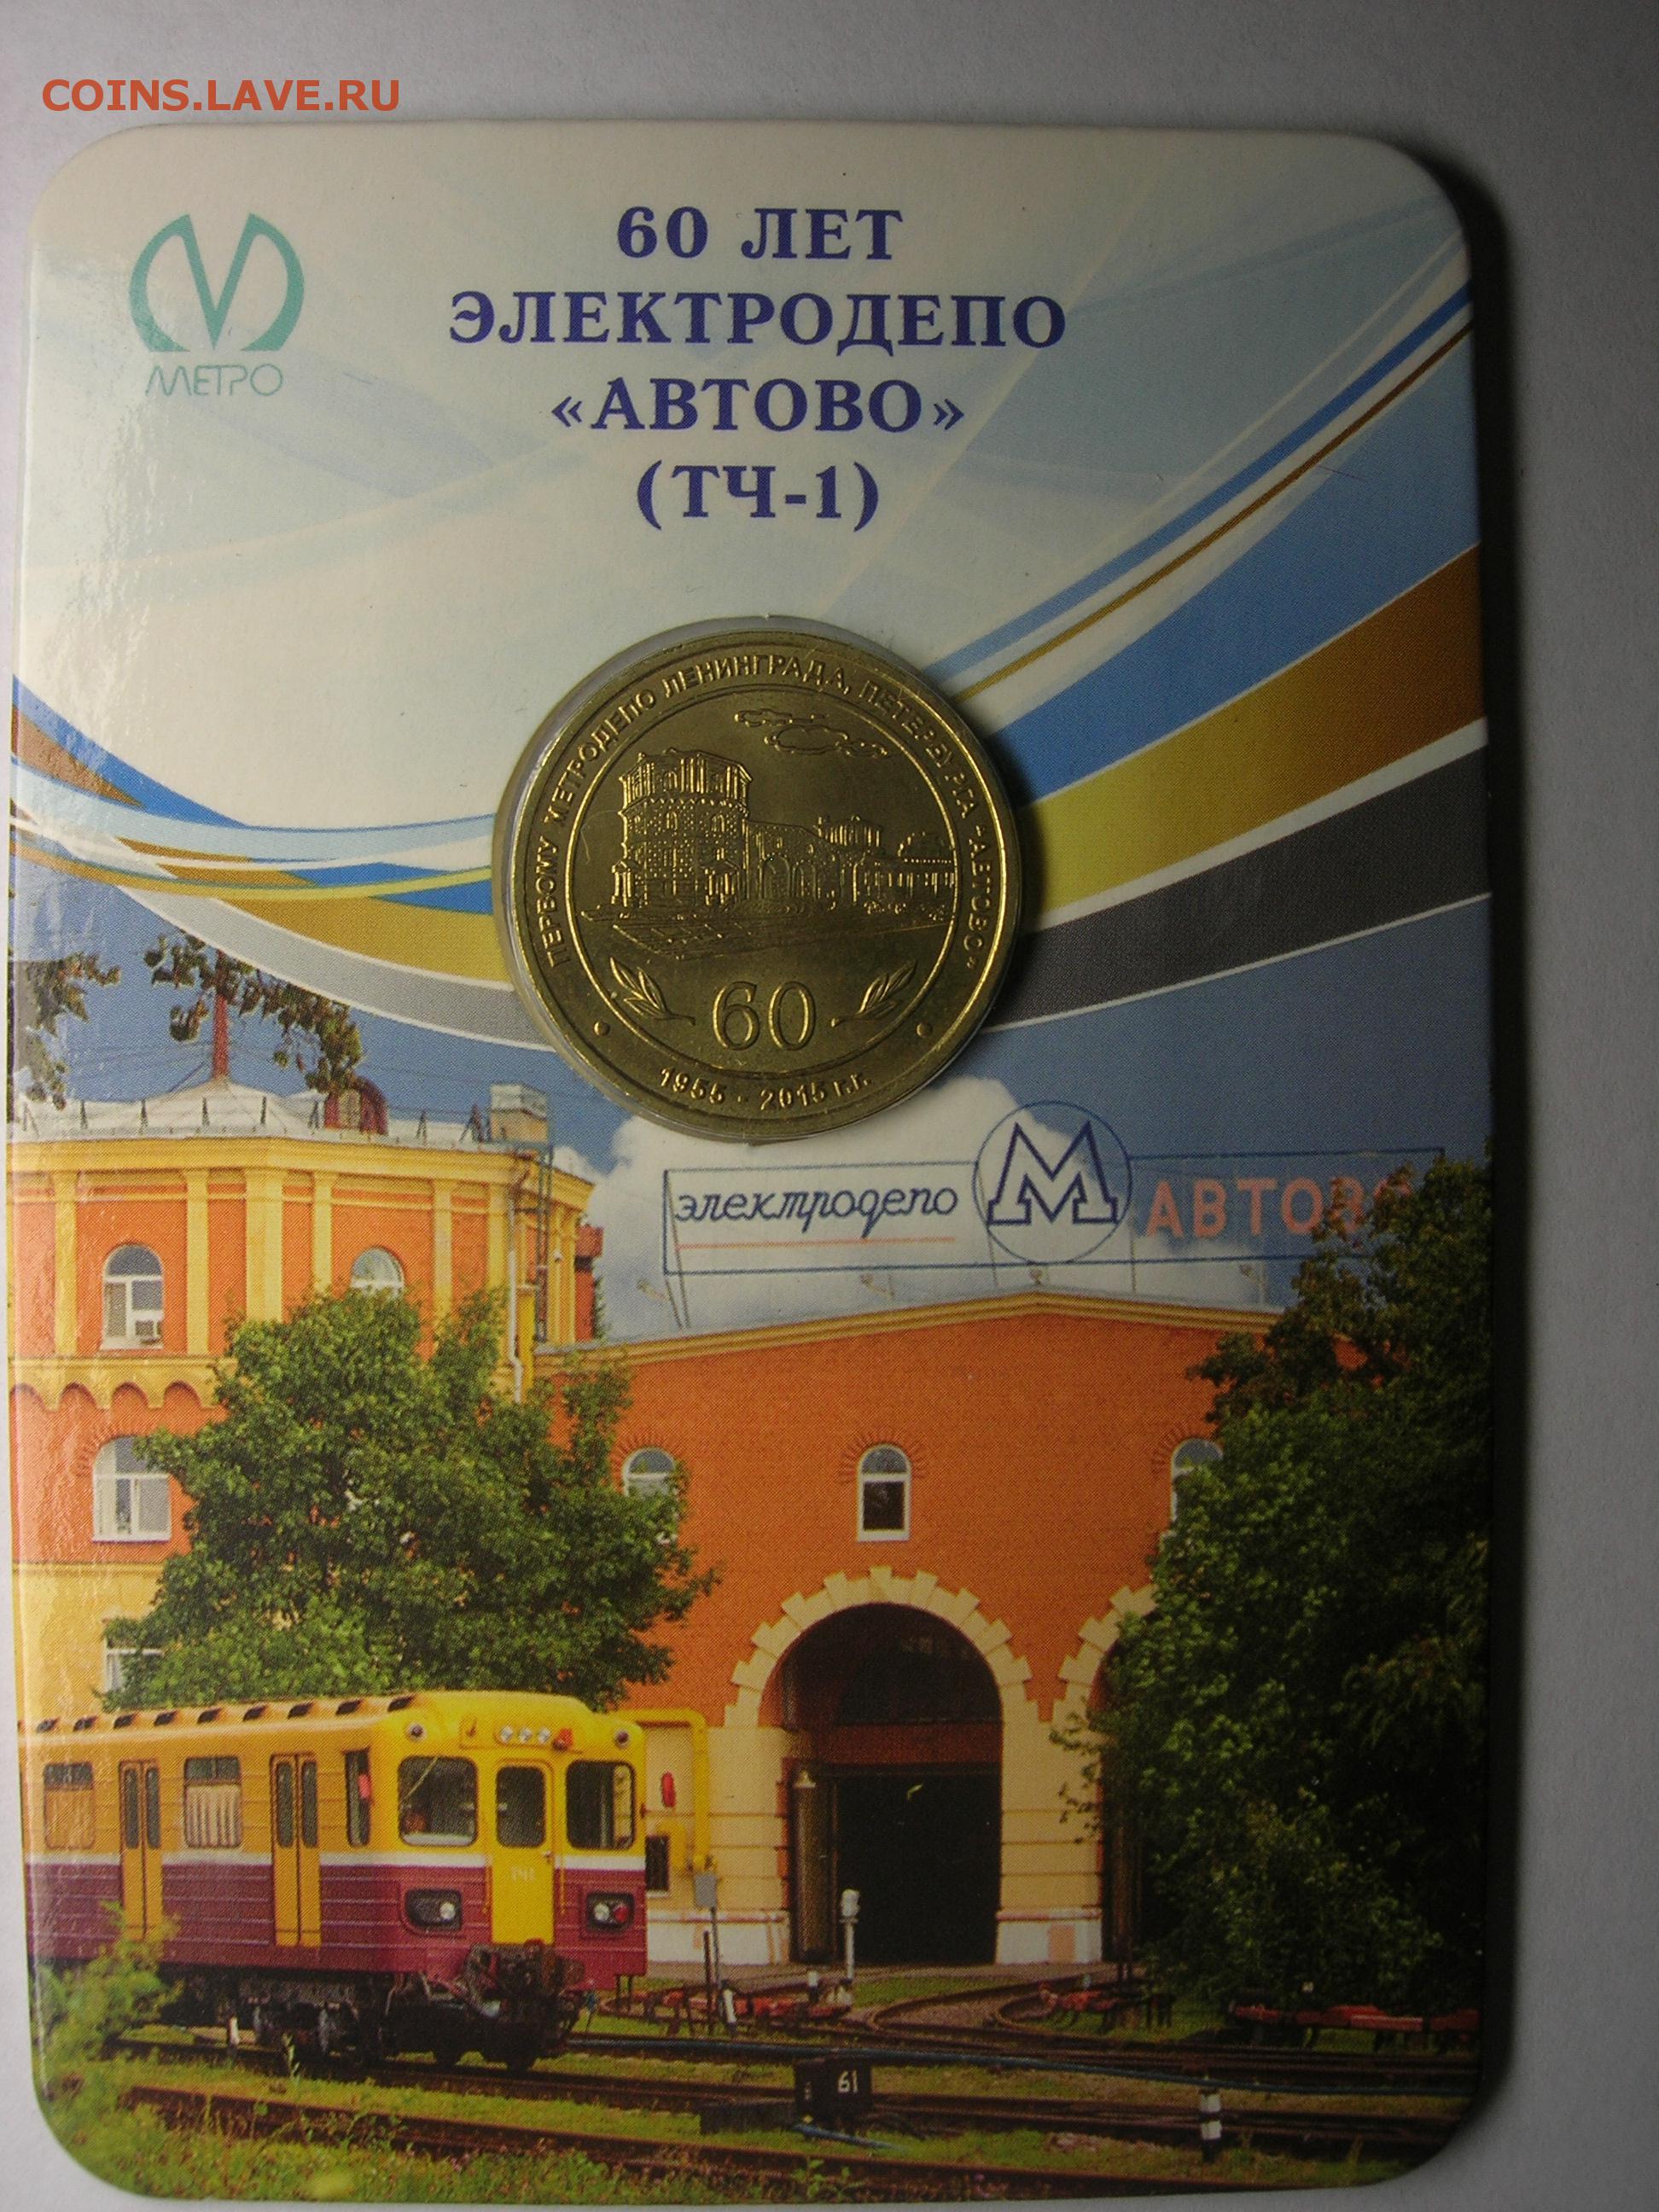 COINS.LAVE.RU
МЕТРО
60 ЛЕТ
ЭЛЕКТРОДЕПО
«АВТОВО»
(ТЧ-1)
ПЕРВОМУ МЕТРОДЕПО ЛЕНИНГРАДА, ПЕТЕРБУРГА "АВТОВО"
60
1955 - 2015 г.г.
электродепо М АВТОВО
61